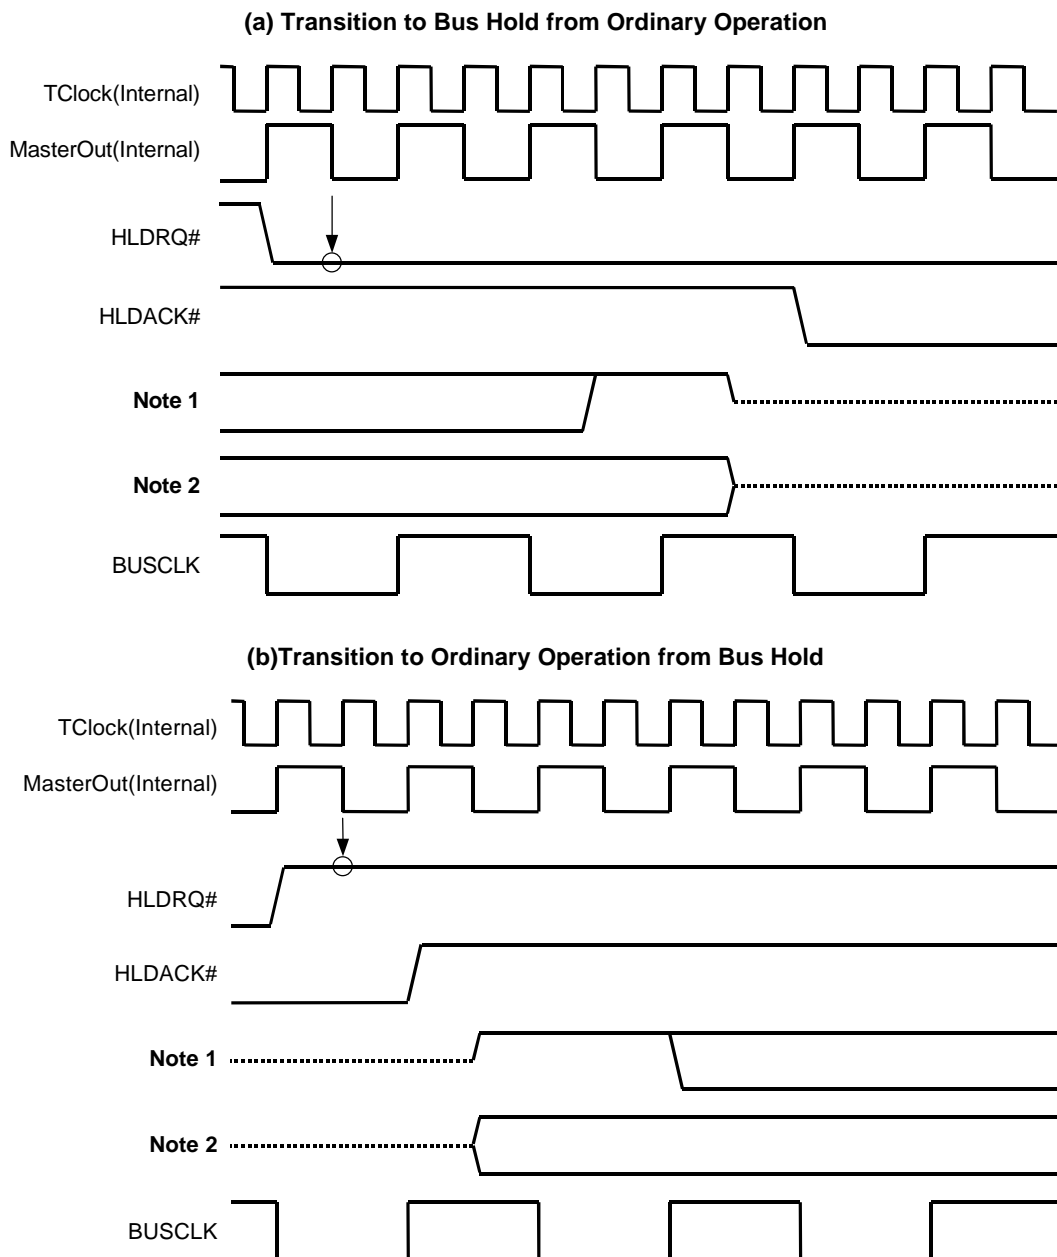 (a) Transition to Bus Hold from Ordinary Operation
TClock(Internal)
MasterOut(Internal)
HLDRQ#
HLDACK#
Note 1
Note 2
BUSCLK
(b)Transition to Ordinary Operation from Bus Hold
TClock(Internal)
MasterOut(Internal)
HLDRQ#
HLDACK#
Note 1
Note 2
BUSCLK